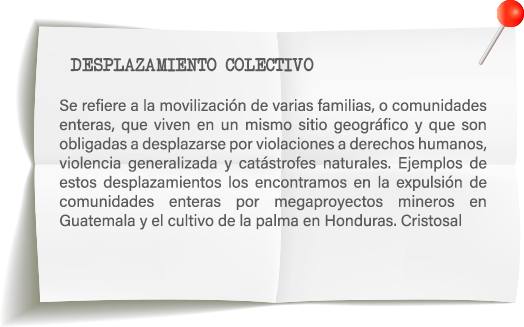 DESPLAZAMIENTO COLECTIVO
Se refiere a la movilización de varias familias, o comunidades
enteras, que viven en un mismo sitio geográfico y que son
obligadas a desplazarse por violaciones a derechos humanos,
violencia generalizada y catástrofes naturales. Ejemplos de
estos desplazamientos los encontramos en la expulsión de
comunidades enteras por megaproyectos mineros en
Guatemala y el cultivo de la palma en Honduras. Cristosal